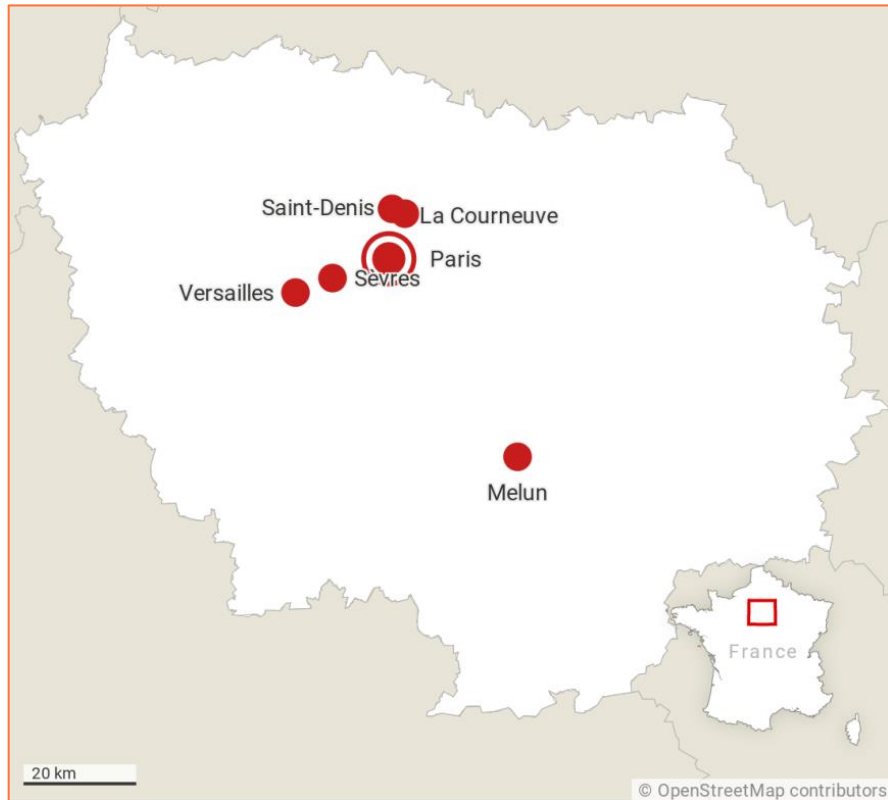 Saint-Denis
La Courneuve
Paris
Sèvres
Versailles
Melun
France
20 km
© OpenStreetMap contributors